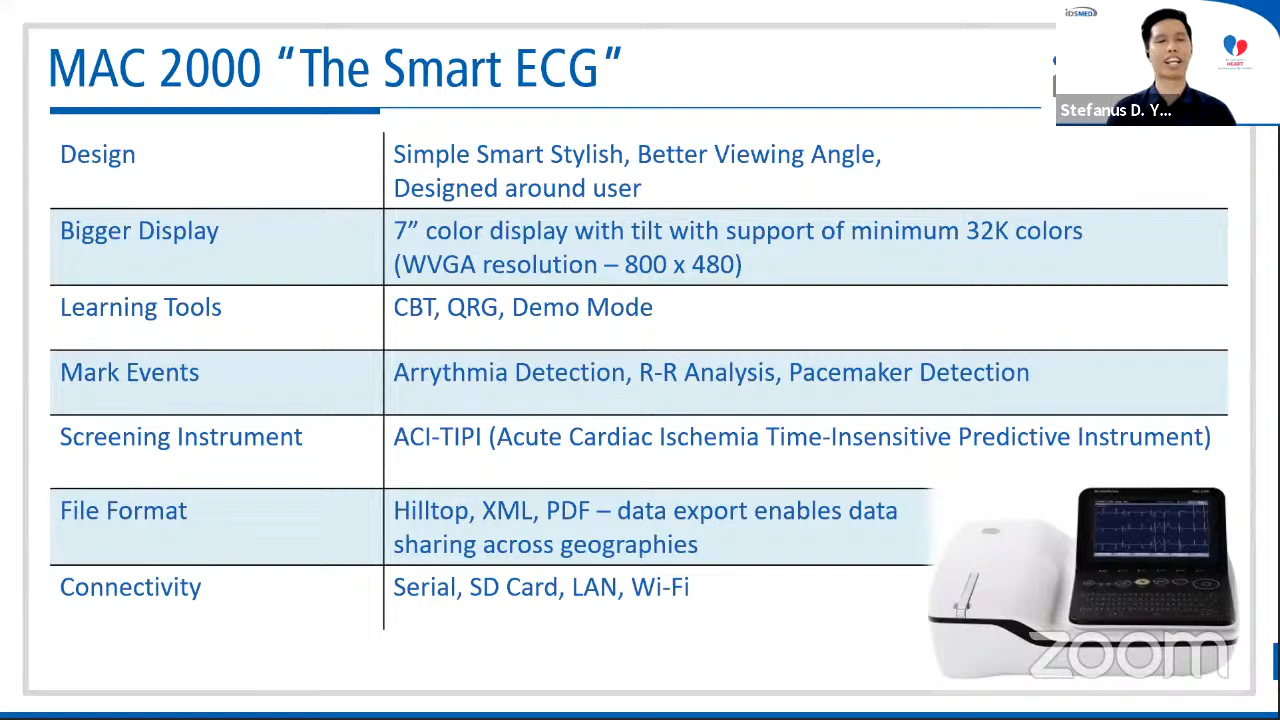 MAC 2000 “The Smart ECG”
iDSMED
HEART
Stefanus D. Y...
Design
Simple Smart Stylish, Better Viewing Angle,
Designed around user
Bigger Display
7” color display with tilt with support of minimum 32K colors
(WVGA resolution – 800 x 480)
Learning Tools
CBT, QRG, Demo Mode
Mark Events
Arrythmia Detection, R-R Analysis, Pacemaker Detection
Screening Instrument
ACI-TIPI (Acute Cardiac Ischemia Time-Insensitive Predictive Instrument)
File Format
Hilltop, XML, PDF – data export enables data
sharing across geographies
Connectivity
Serial, SD Card, LAN, Wi-Fi
zoom